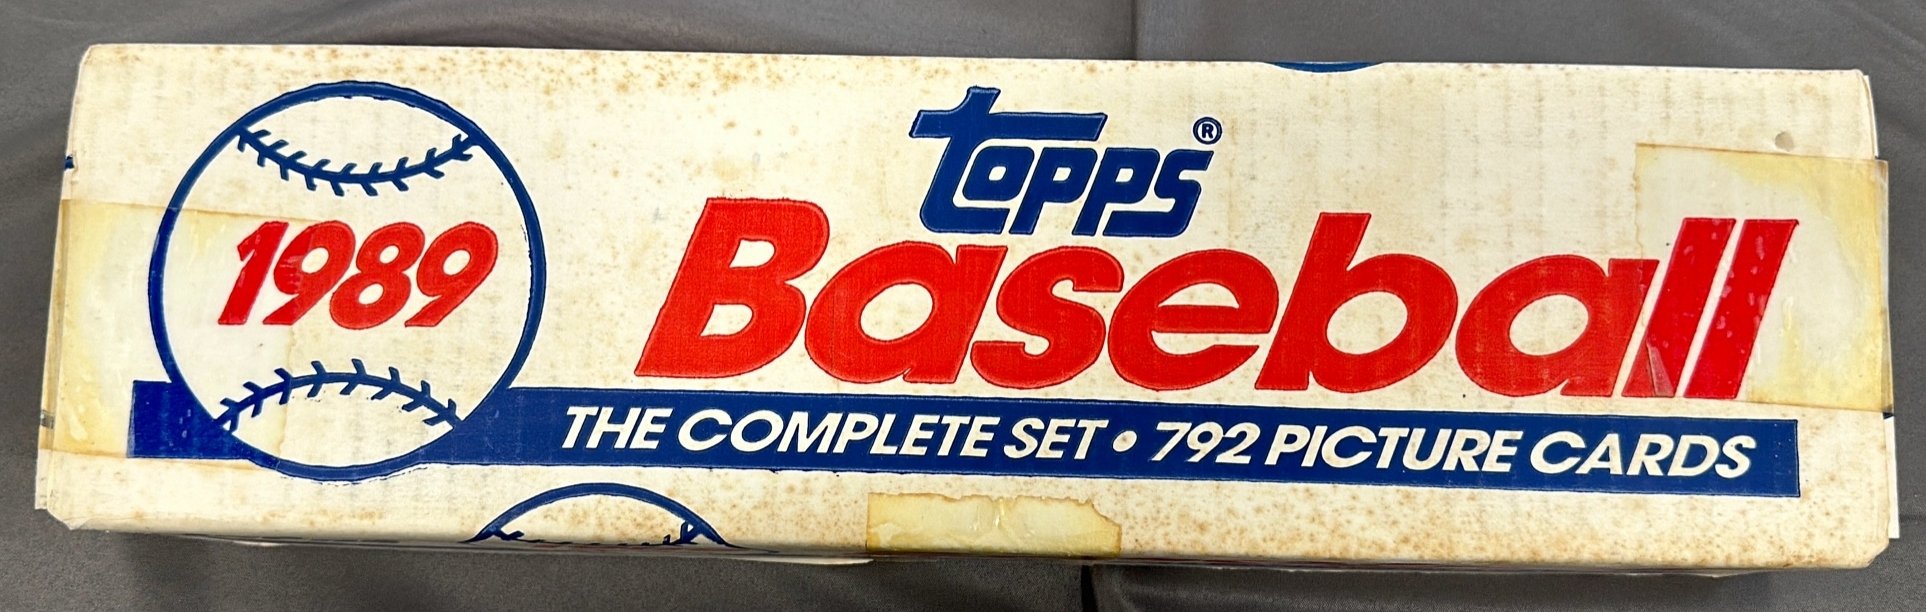 1989
topps®
Baseball
THE COMPLETE SET • 792 PICTURE CARDS